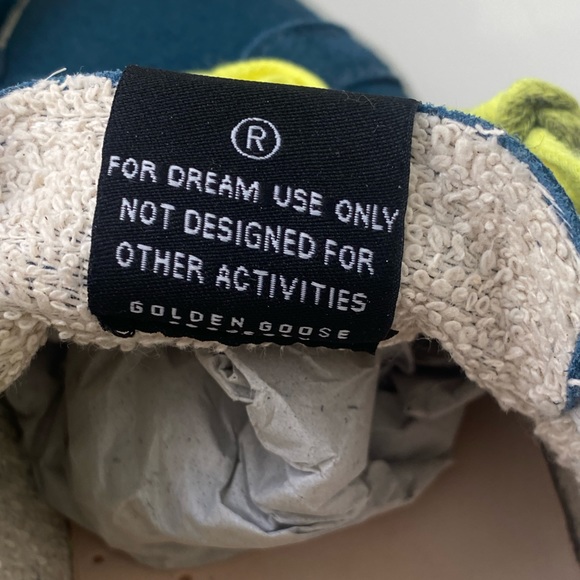 ®
FOR DREAM USE ONLY
NOT DESIGNED FOR
OTHER ACTIVITIES
GOLDEN GOOSE